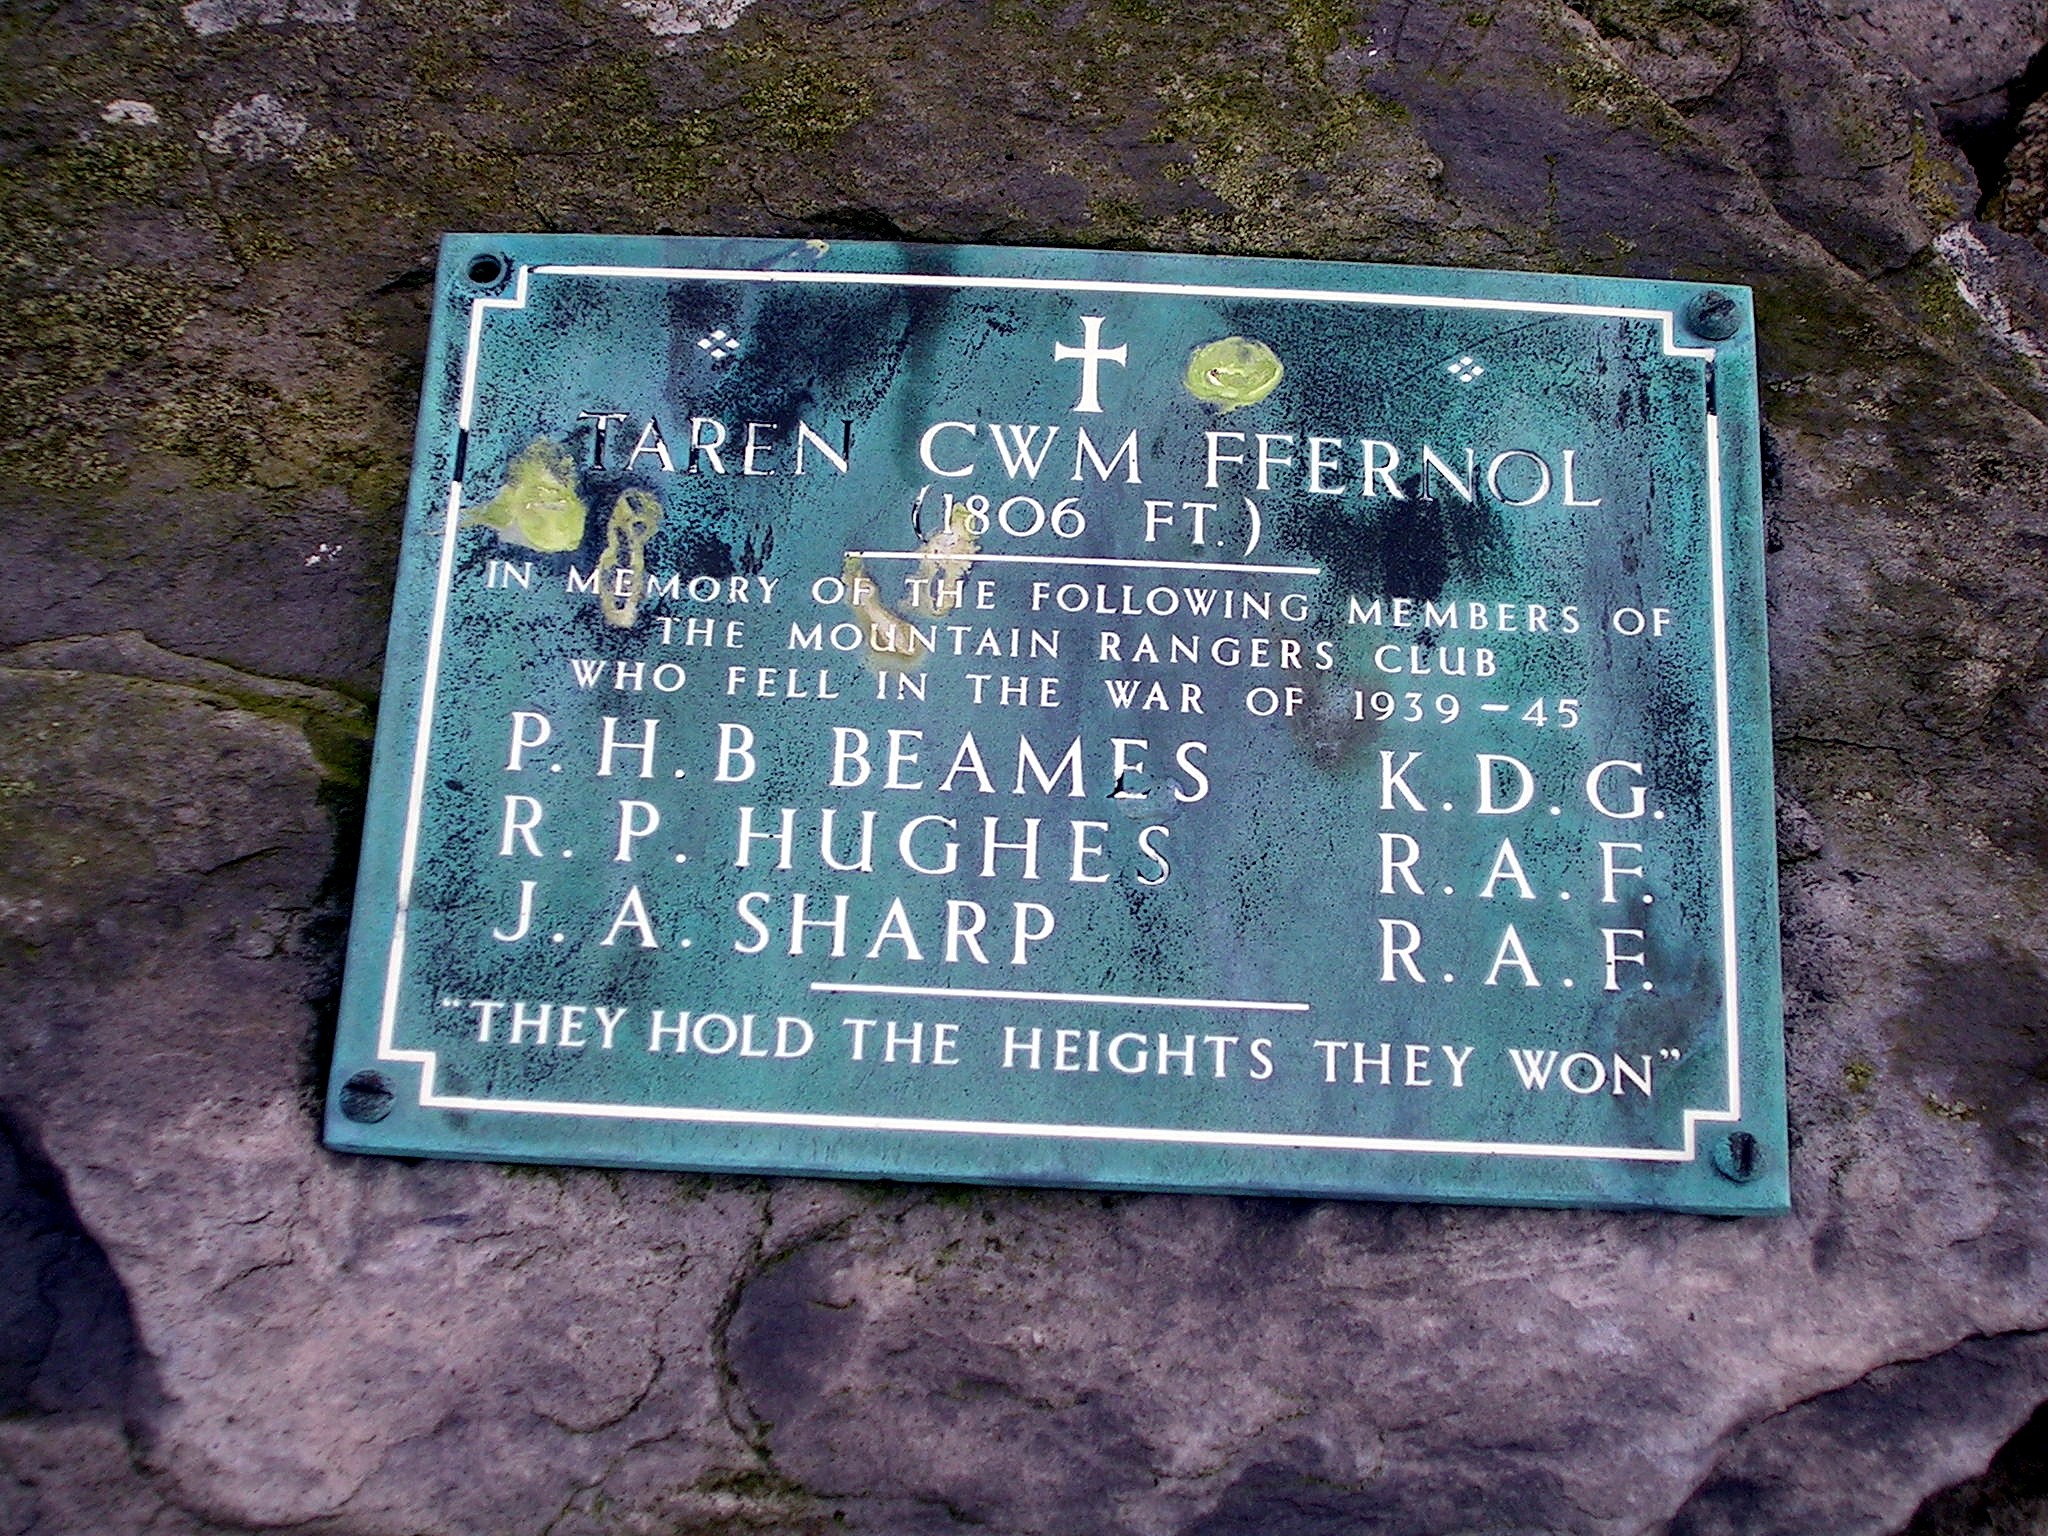 TAREN CWM FFERNOL
(1806 FT.)
IN MEMORY OF THE FOLLOWING MEMBERS OF
THE MOUNTAIN RANGERS CLUB
WHO FELL IN THE WAR OF 1939-45
P. H. B BEAMES K. D. G.
R. P. HUGHES R. A. F.
J. A. SHARP R. A. F.
"THEY HOLD THE HEIGHTS THEY WON"